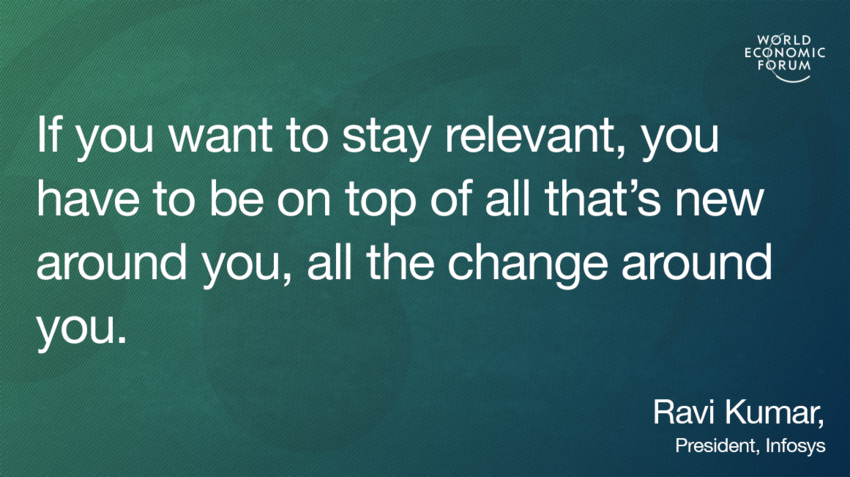 WORLD
ECONOMIC
FORUM
If you want to stay relevant, you
have to be on top of all that’s new
around you, all the change around
you.
Ravi Kumar,
President, Infosys